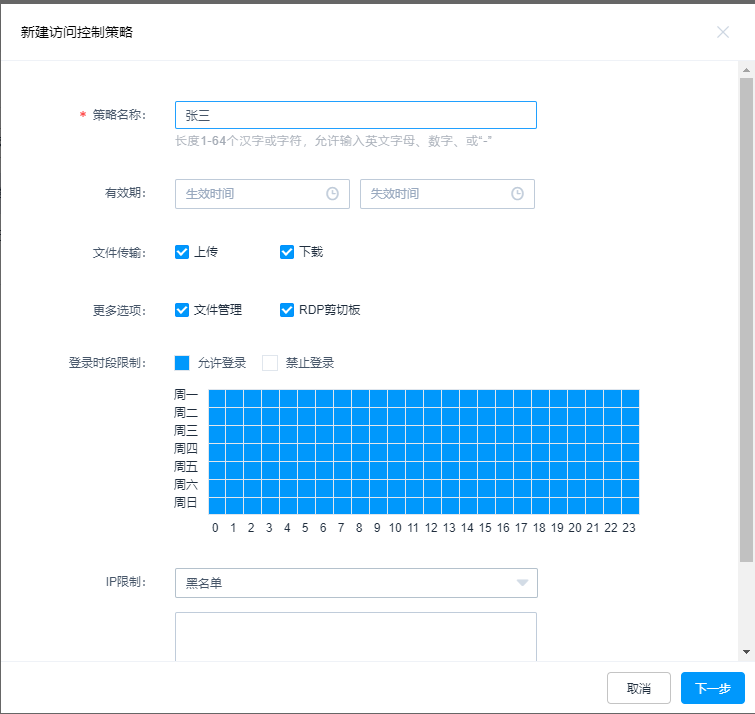 新建访问控制策略
* 策略名称： 张三
长度1-64个汉字或字符，允许输入英文字母、数字、或“-”
有效期： 生效时间 失效时间
文件传输： 上传 下载
更多选项： 文件管理 RDP剪切板
登录时段限制： 允许登录 禁止登录
周一
周二
周三
周四
周五
周六
周日
0 1 2 3 4 5 6 7 8 9 10 11 12 13 14 15 16 17 18 19 20 21 22 23
IP限制： 黑名单
取消 下一步